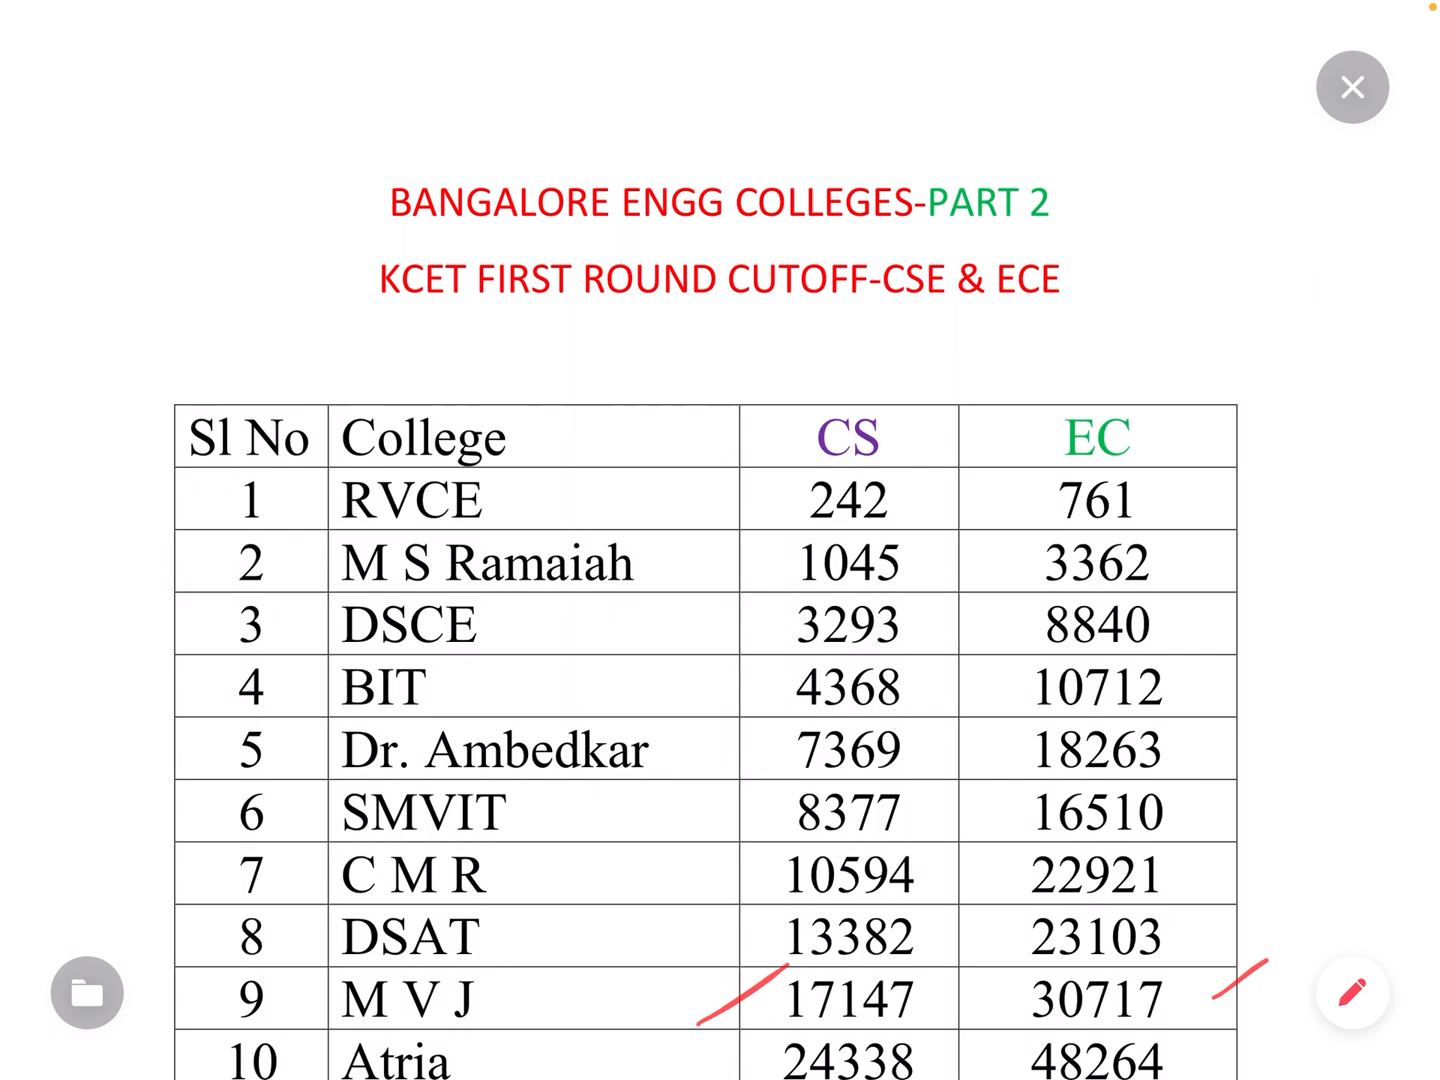 BANGALORE ENGG COLLEGES-PART 2
KCET FIRST ROUND CUTOFF-CSE & ECE
Sl No College CS EC
1 RVCE 242 761
2 M S Ramaiah 1045 3362
3 DSCE 3293 8840
4 BIT 4368 10712
5 Dr. Ambedkar 7369 18263
6 SMVIT 8377 16510
7 C M R 10594 22921
8 DSAT 13382 23103
9 M V J 17147 30717
10 Atria 24338 48264